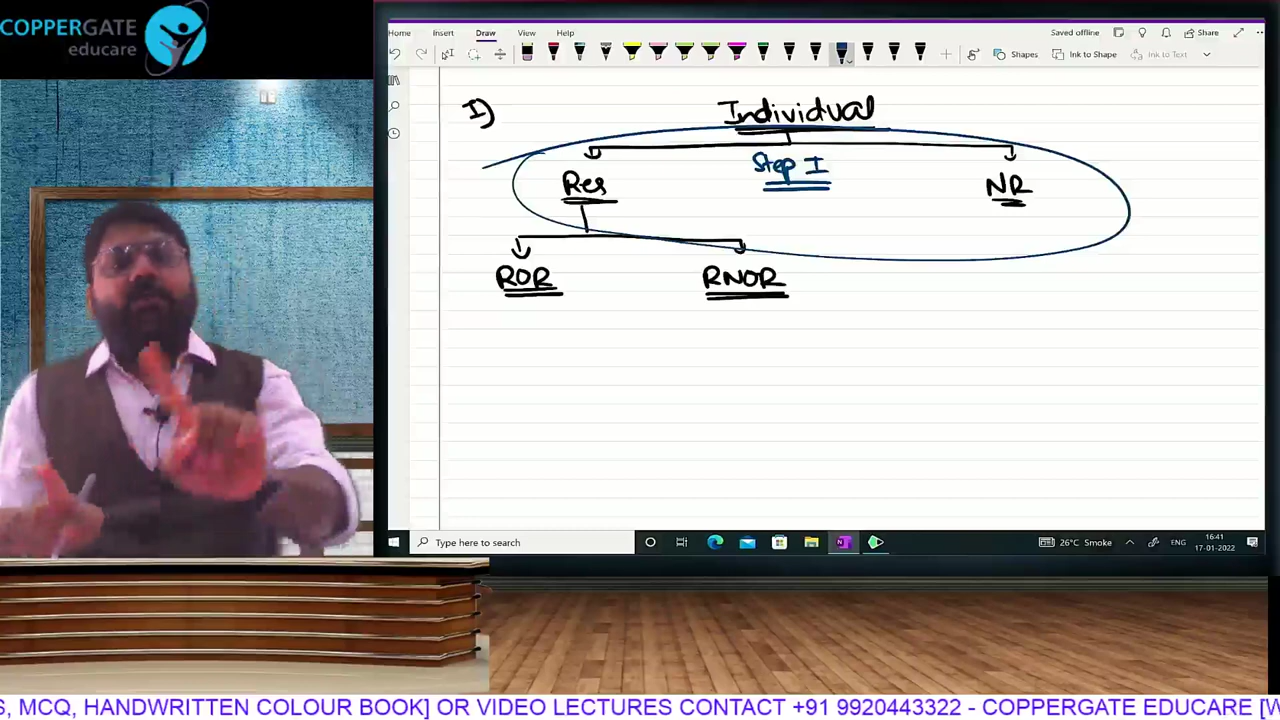 COPPERGATE
educare
Home Insert Draw View Help
Saved offline
Share
Shapes
Ink to Shape
Ink to Text
I) Individual
Step I
Res NR
ROR RNOR
Type here to search
26°C Smoke
ENG
16:41
17-01-2022
S, MCQ, HANDWRITTEN COLOUR BOOK] OR VIDEO LECTURES CONTACT +91 9920443322 - COPPERGATE EDUCARE [W